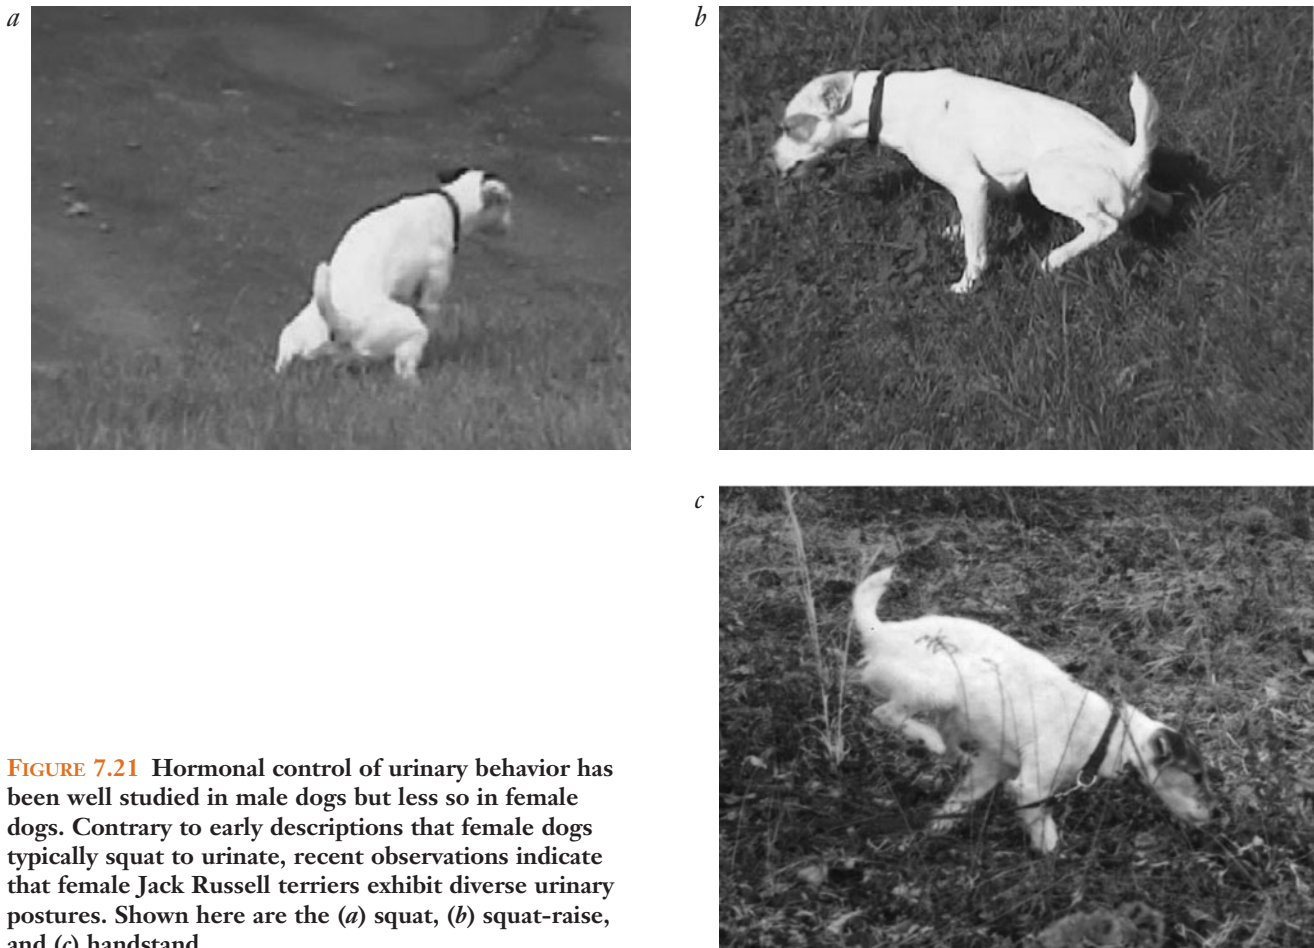 a
b
c
FIGURE 7.21 Hormonal control of urinary behavior has
been well studied in male dogs but less so in female
dogs. Contrary to early descriptions that female dogs
typically squat to urinate, recent observations indicate
that female Jack Russell terriers exhibit diverse urinary
postures. Shown here are the (a) squat, (b) squat-raise,
and (c) handstand